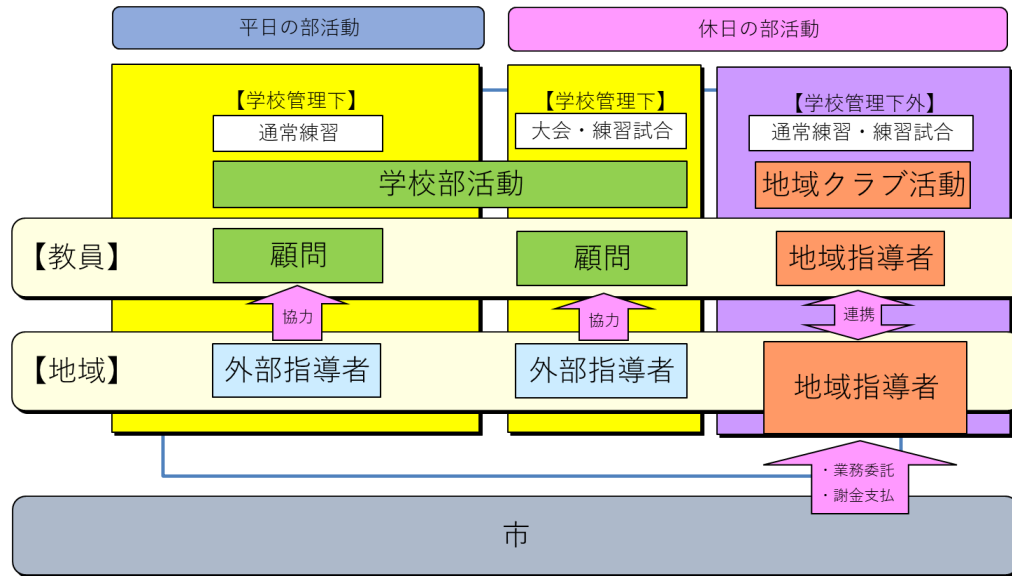 平日の部活動
休日の部活動
【学校管理下】
通常練習
【学校管理下】
大会・練習試合
【学校管理下外】
通常練習・練習試合
学校部活動
地域クラブ活動
【教員】
顧問
顧問
地域指導者
協力
協力
連携
【地域】
外部指導者
外部指導者
地域指導者
・業務委託
・謝金支払
市